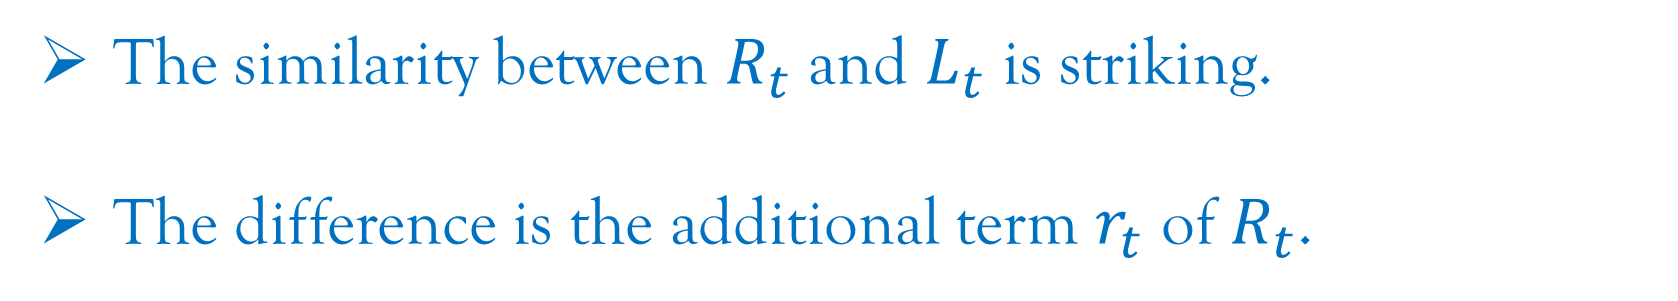 ➢ The similarity between $R_t$ and $L_t$ is striking.
➢ The difference is the additional term $r_t$ of $R_t$.